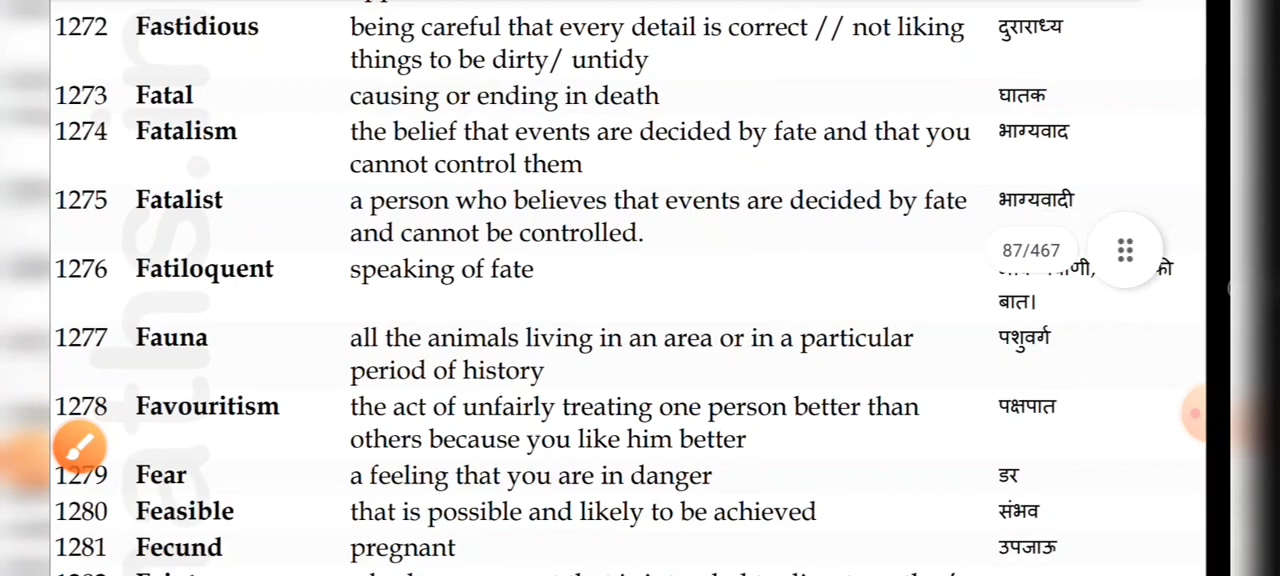 1272 Fastidious being careful that every detail is correct // not liking दुराराध्य
things to be dirty/ untidy
1273 Fatal causing or ending in death घातक
1274 Fatalism the belief that events are decided by fate and that you भाग्यवाद
cannot control them
1275 Fatalist a person who believes that events are decided by fate भाग्यवादी
and cannot be controlled.
87/467
1276 Fatiloquent speaking of fate
बात।
1277 Fauna all the animals living in an area or in a particular पशुवर्ग
period of history
1278 Favouritism the act of unfairly treating one person better than पक्षपात
others because you like him better
1279 Fear a feeling that you are in danger डर
1280 Feasible that is possible and likely to be achieved संभव
1281 Fecund pregnant उपजाऊ